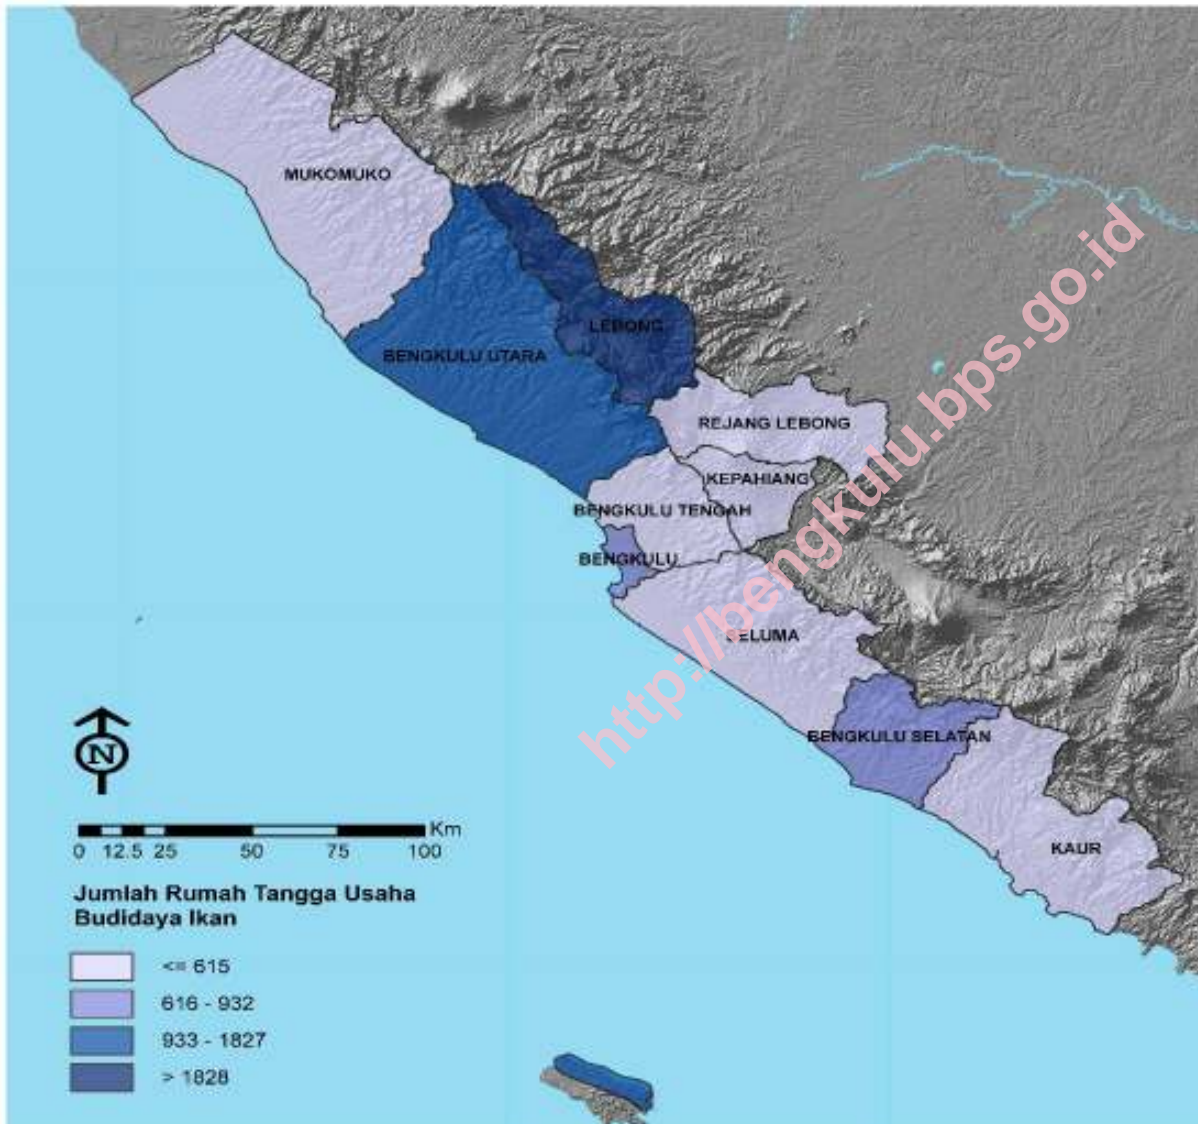 MUKOMUKO
LEBONG
BENGKULU UTARA
REJANG LEBONG
KEPAHIANG
BENGKULU TENGAH
BENGKULU
SELUMA
BENGKULU SELATAN
KAUR
http://bengkulu.bps.go.id
N
Km
0 12.5 25 50 75 100
Jumlah Rumah Tangga Usaha
Budidaya Ikan
<= 615
616 - 932
933 - 1827
> 1828